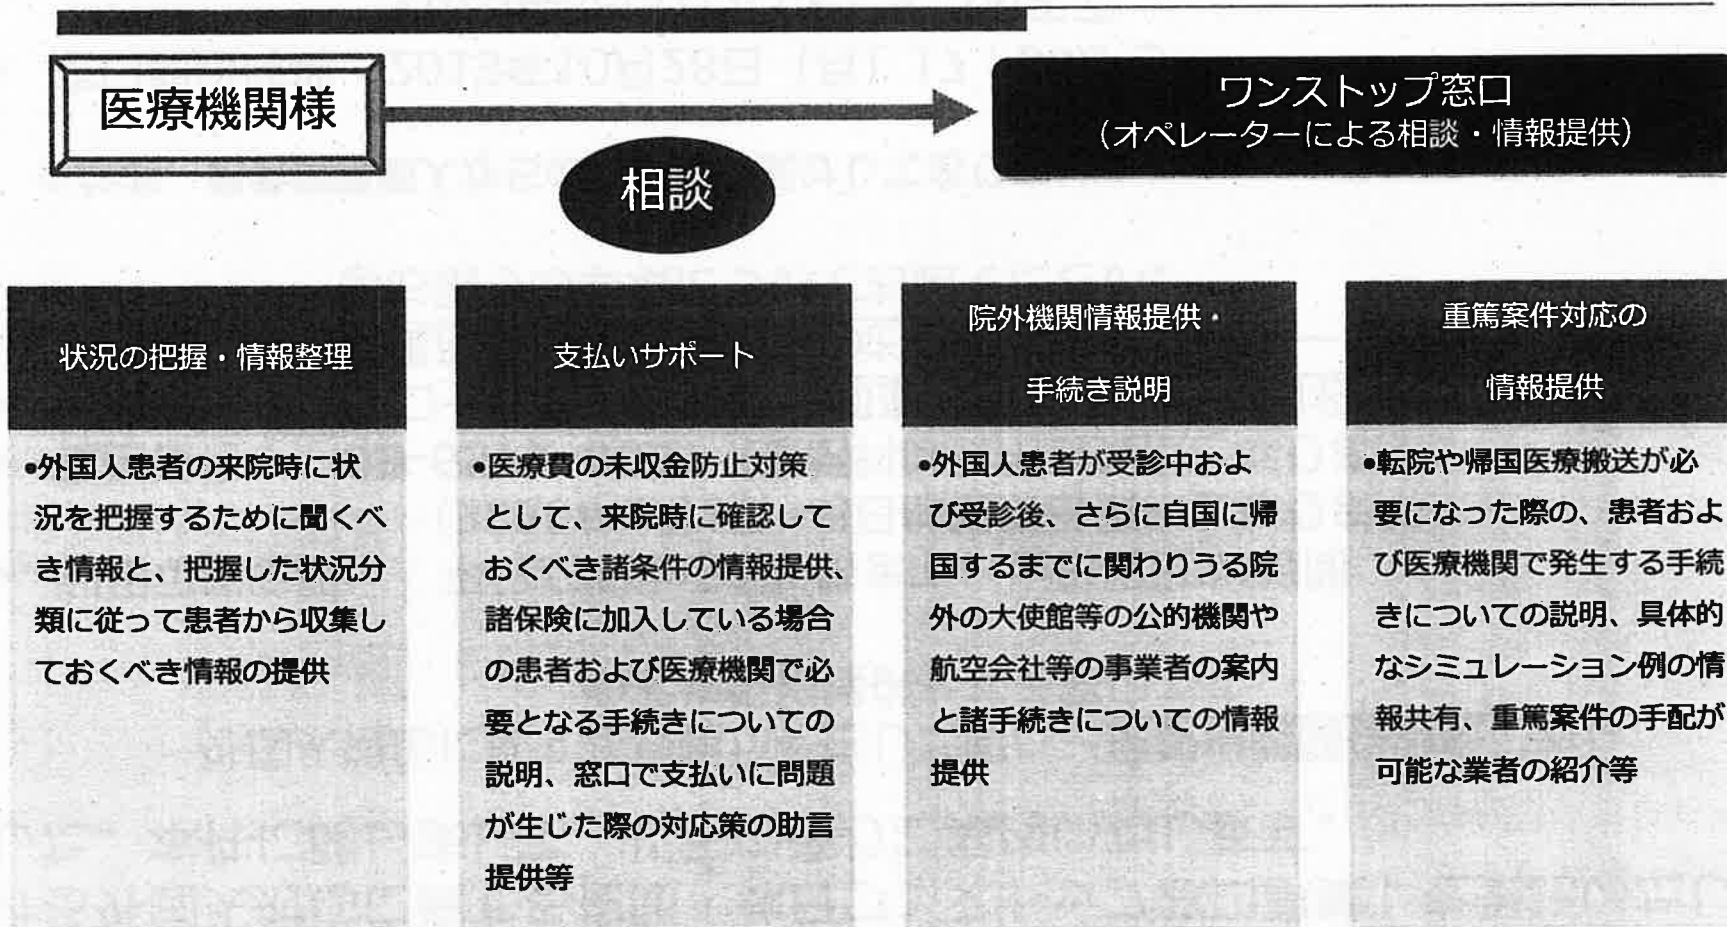 医療機関様
相談
ワンストップ窓口
（オペレーターによる相談・情報提供）
状況の把握・情報整理
•外国人患者の来院時に状
況を把握するために聞くべ
き情報と、把握した状況分
類に従って患者から収集し
ておくべき情報の提供
支払いサポート
•医療費の未収金防止対策
として、来院時に確認して
おくべき諸条件の情報提供、
諸保険に加入している場合
の患者および医療機関で必
要となる手続きについての
説明、窓口で支払いに問題
が生じた際の対応策の助言
提供等
院外機関情報提供・
手続き説明
•外国人患者が受診中およ
び受診後、さらに自国に帰
国するまでに関わりうる院
外の大使館等の公的機関や
航空会社等の事業者の案内
と諸手続きについての情報
提供
重篤案件対応の
情報提供
•転院や帰国医療搬送が必
要になった際の、患者およ
び医療機関で発生する手続
きについての説明、具体的
なシミュレーション例の情
報共有、重篤案件の手配が
可能な業者の紹介等